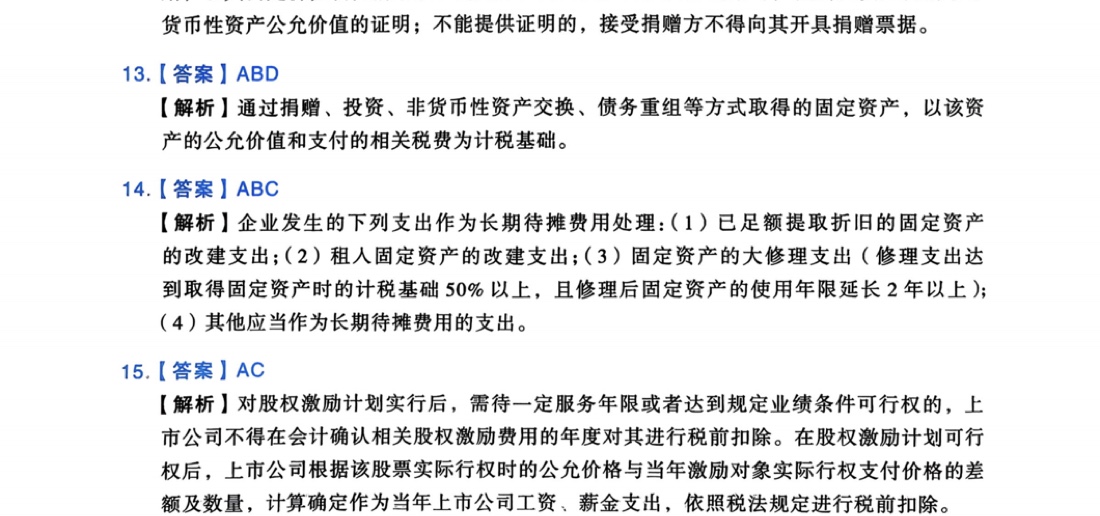 货币性资产公允价值的证明；不能提供证明的，接受捐赠方不得向其开具捐赠票据。
13.【答案】ABD
【解析】通过捐赠、投资、非货币性资产交换、债务重组等方式取得的固定资产，以该资
产的公允价值和支付的相关税费为计税基础。
14.【答案】ABC
【解析】企业发生的下列支出作为长期待摊费用处理：（1）已足额提取折旧的固定资产
的改建支出；（2）租入固定资产的改建支出；（3）固定资产的大修理支出（修理支出达
到取得固定资产时的计税基础 50% 以上，且修理后固定资产的使用年限延长 2 年以上）；
（4）其他应当作为长期待摊费用的支出。
15.【答案】AC
【解析】对股权激励计划实行后，需待一定服务年限或者达到规定业绩条件可行权的，上
市公司不得在会计确认相关股权激励费用的年度对其进行税前扣除。在股权激励计划可行
权后，上市公司根据该股票实际行权时的公允价格与当年激励对象实际行权支付价格的差
额及数量，计算确定作为当年上市公司工资、薪金支出，依照税法规定进行税前扣除。